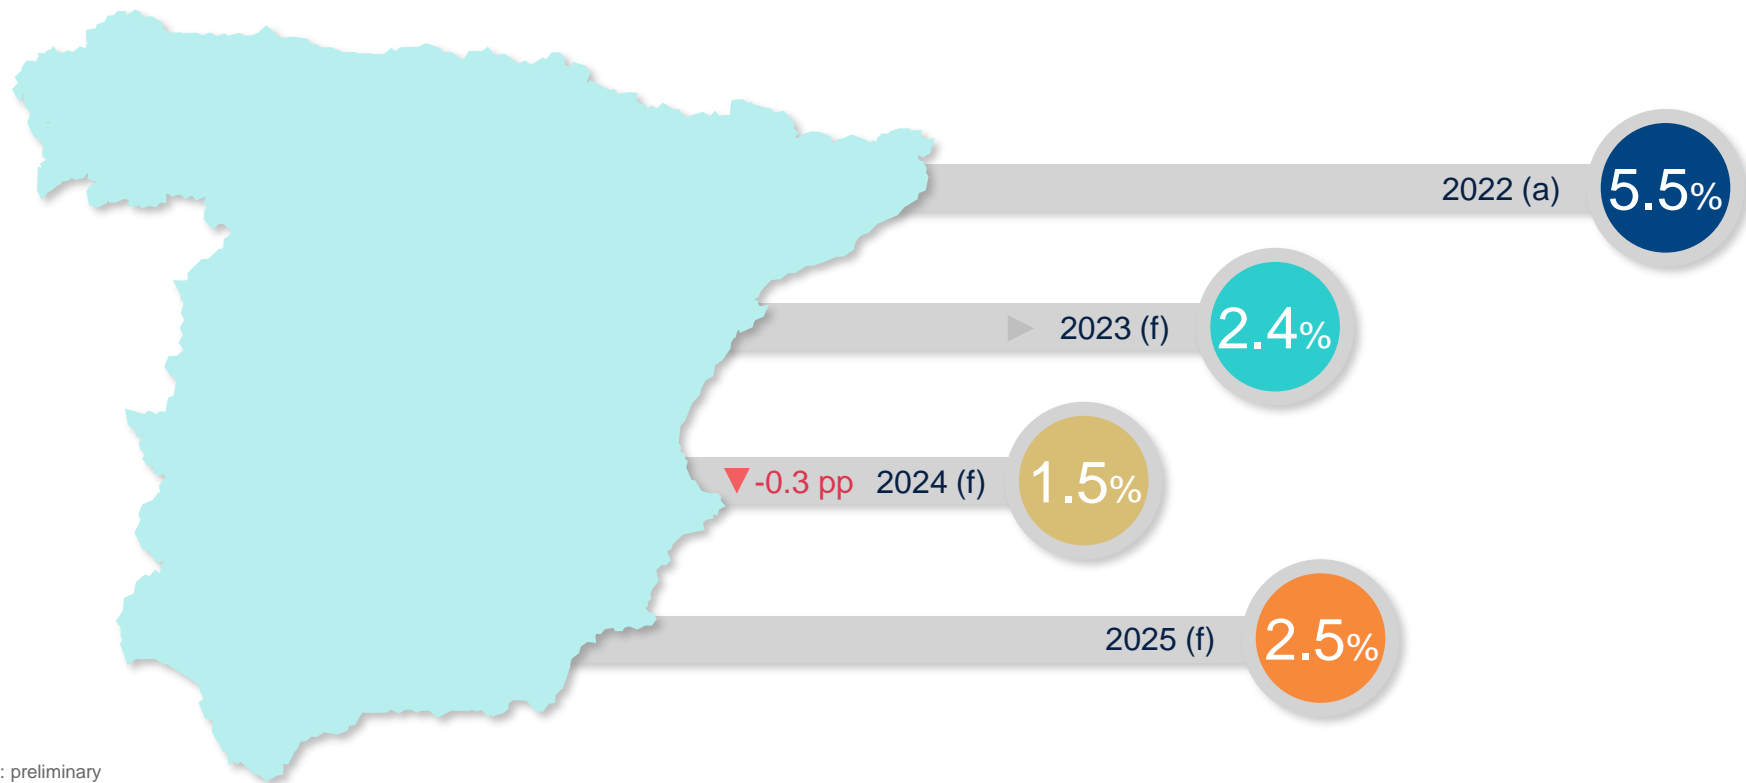 2022 (a) 5.5%
2023 (f) 2.4%
-0.3 pp 2024 (f) 1.5%
2025 (f) 2.5%
: preliminary